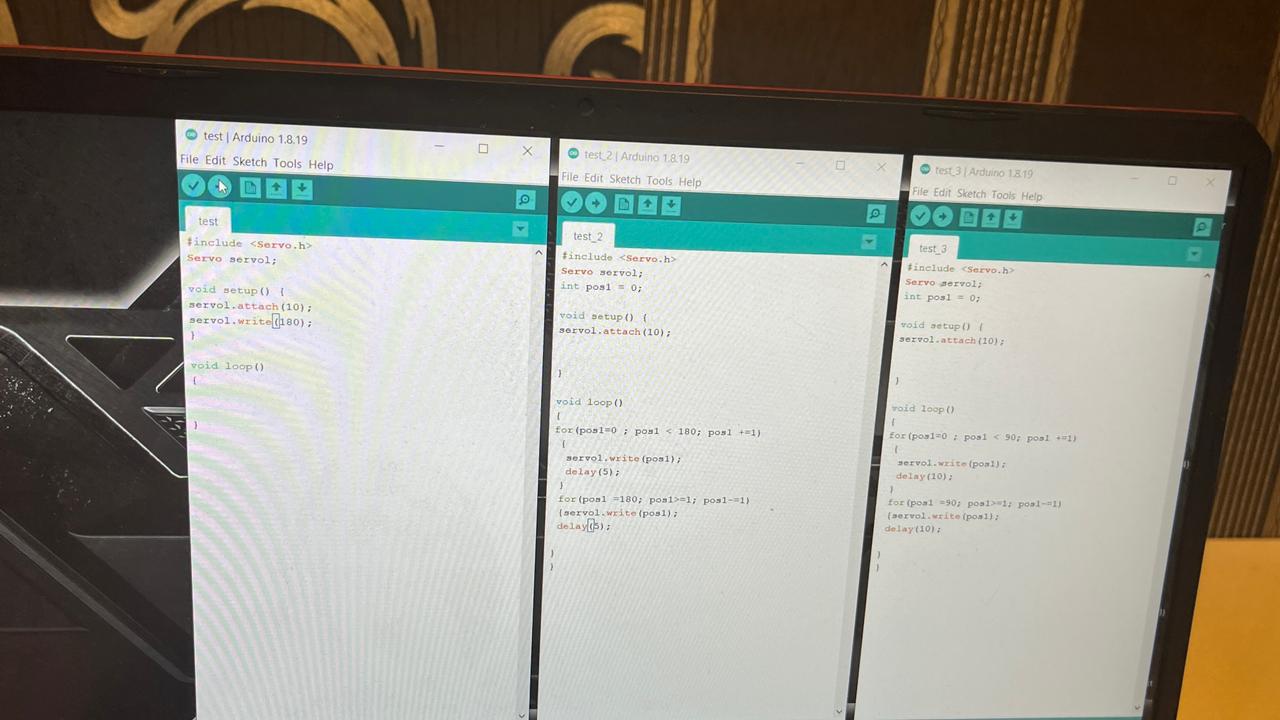 test | Arduino 1.8.19
File Edit Sketch Tools Help
test
#include <Servo.h>
Servo servo1;
void setup() {
servo1.attach(10);
servo1.write(180);
}
void loop()
{
}
test_2 | Arduino 1.8.19
File Edit Sketch Tools Help
test_2
#include <Servo.h>
Servo servo1;
int pos1 = 0;
void setup() {
servo1.attach(10);
}
void loop()
{
for(pos1=0 ; pos1 < 180; pos1 +=1)
{
servo1.write(pos1);
delay(5);
}
for(pos1 =180; pos1>=1; pos1-=1)
{servo1.write(pos1);
delay(5);
}
}
test_3 | Arduino 1.8.19
File Edit Sketch Tools Help
test_3
#include <Servo.h>
Servo servo1;
int pos1 = 0;
void setup() {
servo1.attach(10);
}
void loop()
{
for(pos1=0 ; pos1 < 90; pos1 +=1)
{
servo1.write(pos1);
delay(10);
}
for(pos1 =90; pos1>=1; pos1-=1)
{servo1.write(pos1);
delay(10);
}
}